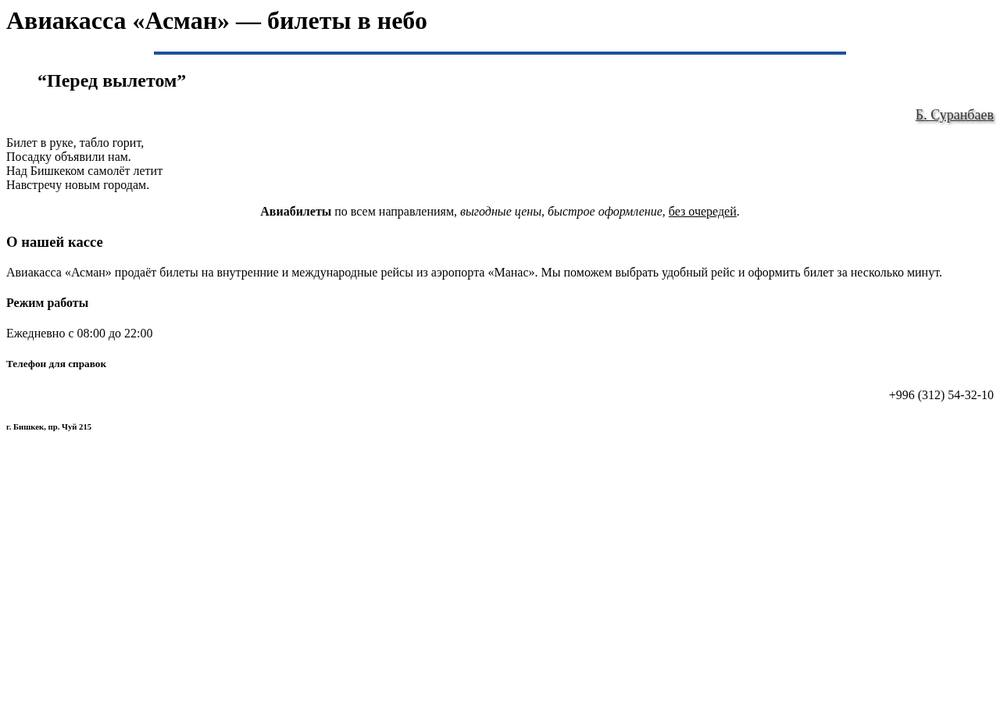 Авиакасса «Асман» — билеты в небо
“Перед вылетом”
Б. Суранбаев
Билет в руке, табло горит,
Посадку объявили нам.
Над Бишкеком самолёт летит
Навстречу новым городам.
Авиабилеты по всем направлениям, выгодные цены, быстрое оформление, без очередей.
О нашей кассе
Авиакасса «Асман» продаёт билеты на внутренние и международные рейсы из аэропорта «Манас». Мы поможем выбрать удобный рейс и оформить билет за несколько минут.
Режим работы
Ежедневно с 08:00 до 22:00
Телефон для справок
+996 (312) 54-32-10
г. Бишкек, пр. Чуй 215